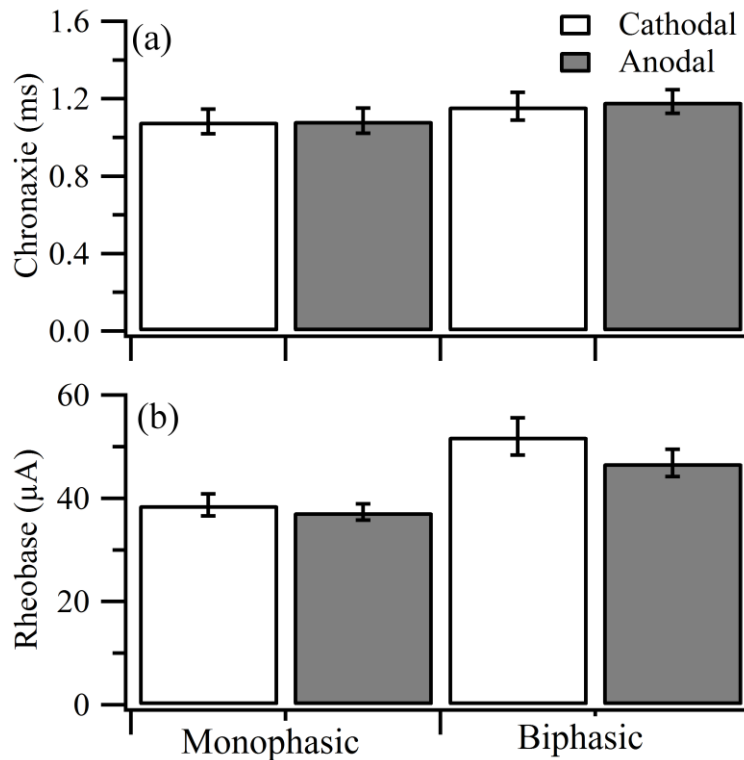 (a)
Cathodal
Anodal
Chronaxie (ms)
1.6
1.2
0.8
0.4
0.0
(b)
Rheobase (μA)
60
40
20
0
Monophasic
Biphasic